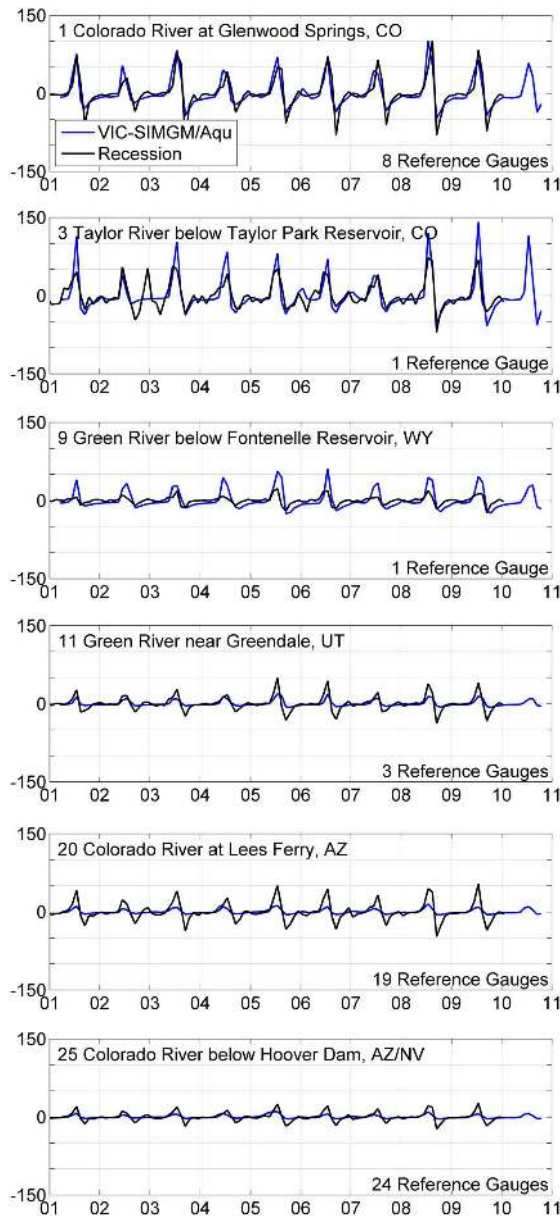 150
1 Colorado River at Glenwood Springs, CO
0
VIC-SIMGM/Aqu
Recession
8 Reference Gauges
-150
01 02 03 04 05 06 07 08 09 10 11
150
3 Taylor River below Taylor Park Reservoir, CO
0
1 Reference Gauge
-150
01 02 03 04 05 06 07 08 09 10 11
150
9 Green River below Fontenelle Reservoir, WY
0
1 Reference Gauge
-150
01 02 03 04 05 06 07 08 09 10 11
150
11 Green River near Greendale, UT
0
3 Reference Gauges
-150
01 02 03 04 05 06 07 08 09 10 11
150
20 Colorado River at Lees Ferry, AZ
0
19 Reference Gauges
-150
01 02 03 04 05 06 07 08 09 10 11
150
25 Colorado River below Hoover Dam, AZ/NV
0
24 Reference Gauges
-150
01 02 03 04 05 06 07 08 09 10 11